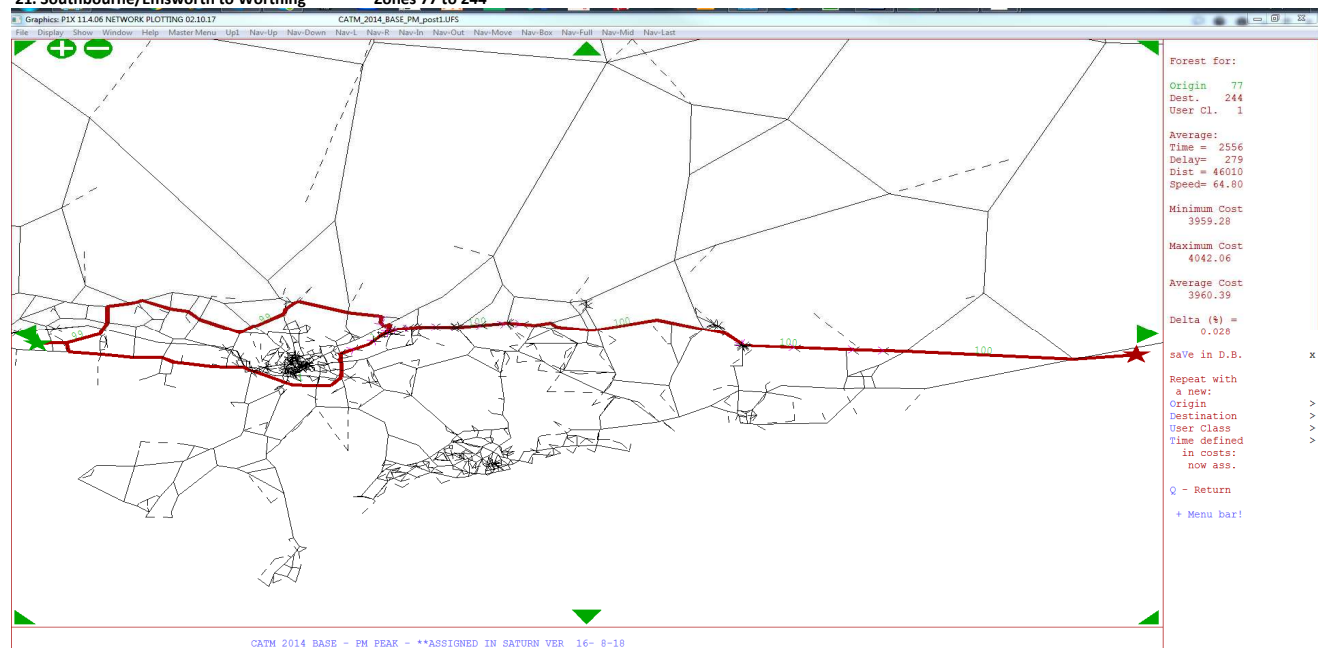 21. Southbourne/Emsworth to Worthing Zones 77 to 244
Graphics: P1X 11.4.06 NETWORK PLOTTING 02.10.17 CATM_2014_BASE_PM_post1.UFS
File Display Show Window Help Master Menu Up1 Nav-Up Nav-Down Nav-L Nav-R Nav-In Nav-Out Nav-Move Nav-Box Nav-Full Nav-Mid Nav-Last
Forest for:
Origin 77
Dest. 244
User Cl. 1
Average:
Time = 2556
Delay= 279
Dist = 46010
Speed= 64.80
Minimum Cost
3959.28
Maximum Cost
4042.06
Average Cost
3960.39
Delta (%) =
0.028
saVe in D.B. x
Repeat with
a new:
Origin >
Destination >
User Class >
Time defined >
in costs:
now ass.
Q - Return
+ Menu bar!
99
99
100
100
100
100
CATM 2014 BASE - PM PEAK - **ASSIGNED IN SATURN VER 16- 8-18